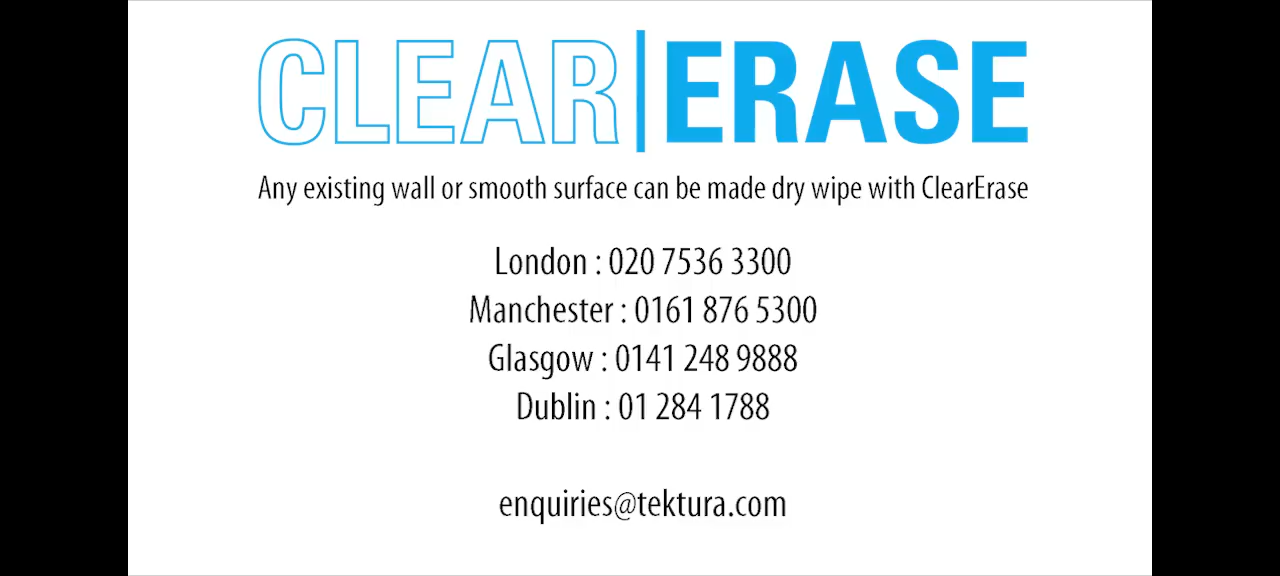 CLEAR|ERASE
Any existing wall or smooth surface can be made dry wipe with ClearErase
London : 020 7536 3300
Manchester : 0161 876 5300
Glasgow : 0141 248 9888
Dublin : 01 284 1788
enquiries@tektura.com